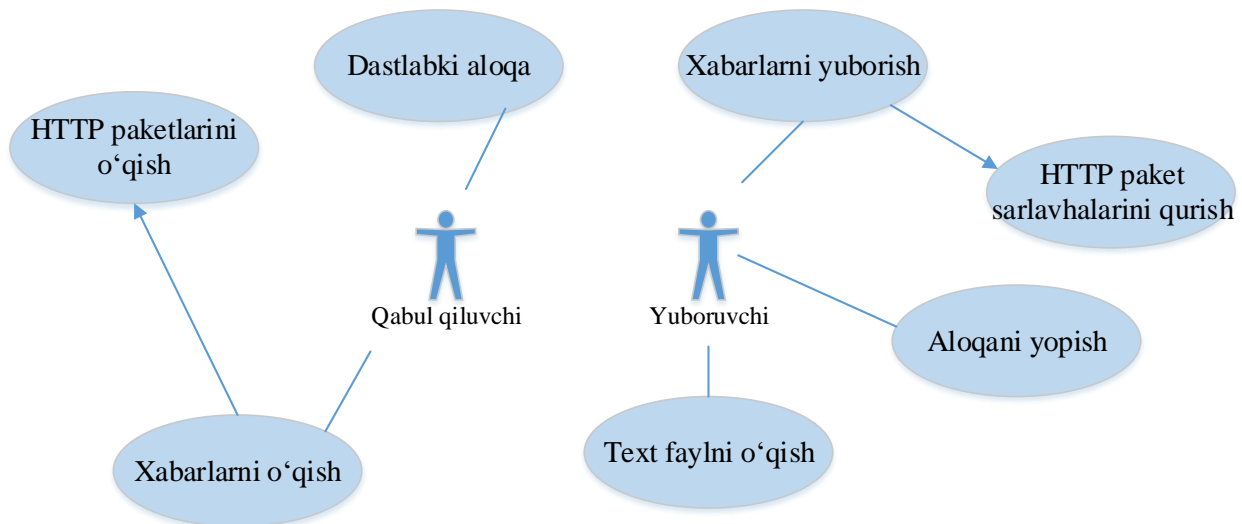 Dastlabki aloqa
Xabarlarni yuborish
HTTP paketlarini
o‘qish
HTTP paket
sarlavhalarini qurish
Qabul qiluvchi
Yuboruvchi
Aloqani yopish
Xabarlarni o‘qish
Text faylni o‘qish